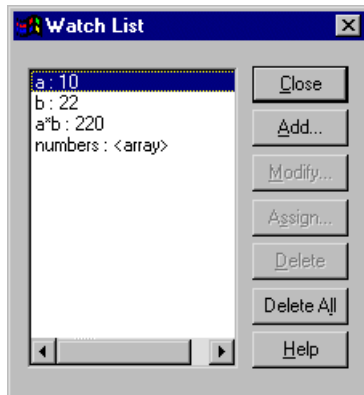 Watch List
a : 10
b : 22
a*b : 220
numbers : <array>
Close
Add...
Modify...
Assign...
Delete
Delete All
Help